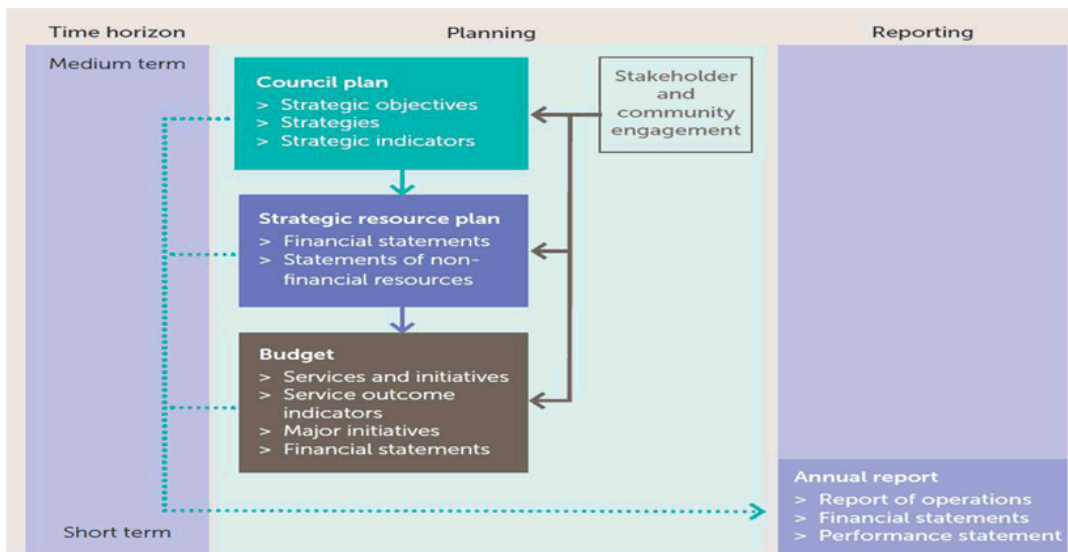 Time horizon
Planning
Reporting
Medium term
Council plan
> Strategic objectives
> Strategies
> Strategic indicators
Stakeholder
and
community
engagement
Strategic resource plan
> Financial statements
> Statements of non-
financial resources
Budget
> Services and initiatives
> Service outcome
indicators
> Major initiatives
> Financial statements
Annual report
> Report of operations
> Financial statements
> Performance statement
Short term